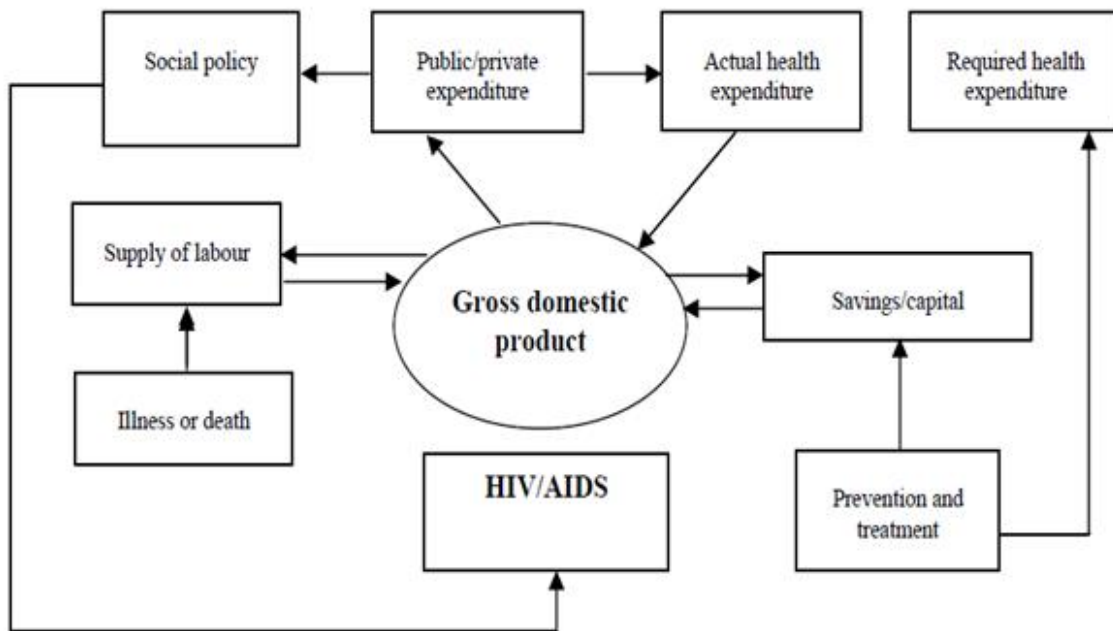 Social policy
Public/private
expenditure
Actual health
expenditure
Required health
expenditure
Supply of labour
Gross domestic
product
Savings/capital
Illness or death
HIV/AIDS
Prevention and
treatment